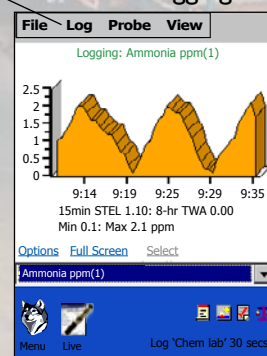 File Log Probe View
Logging: Ammonia ppm(1)
2.5
2
1.5
1
0.5
0
9:14 9:19 9:25 9:29 9:35
15min STEL 1.10: 8-hr TWA 0.00
Min 0.1: Max 2.1 ppm
Options Full Screen Select
Ammonia ppm(1)
Menu Live Log 'Chem lab' 30 secs